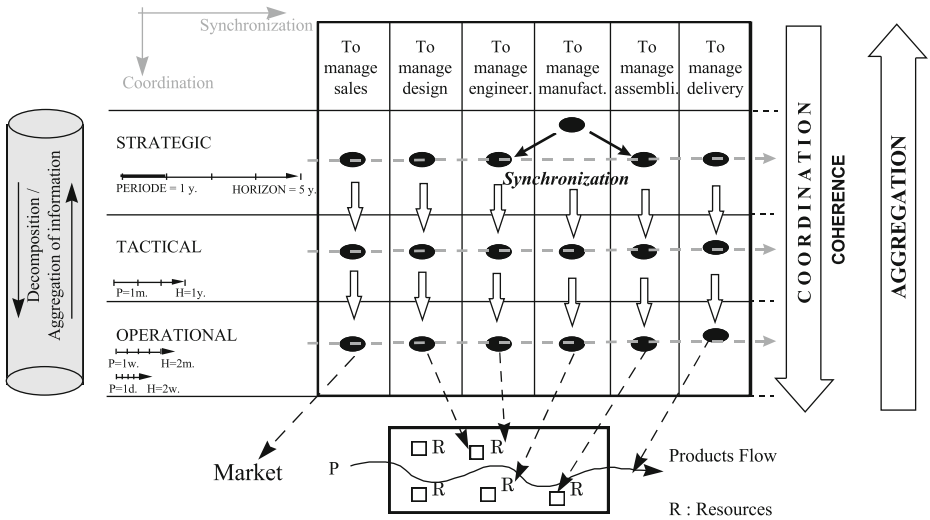 Synchronization
Coordination
To manage sales
To manage design
To manage engineer.
To manage manufact.
To manage assembli.
To manage delivery
STRATEGIC
PERIODE = 1 y.
HORIZON = 5 y.
Synchronization
TACTICAL
P=1m.
H=1y.
OPERATIONAL
P=1w.
H=2m.
P=1d.
H=2w.
Decomposition /
Aggregation of information
COORDINATION
COHERENCE
AGGREGATION
Market
P
R
R
R
R
R
Products Flow
R : Resources